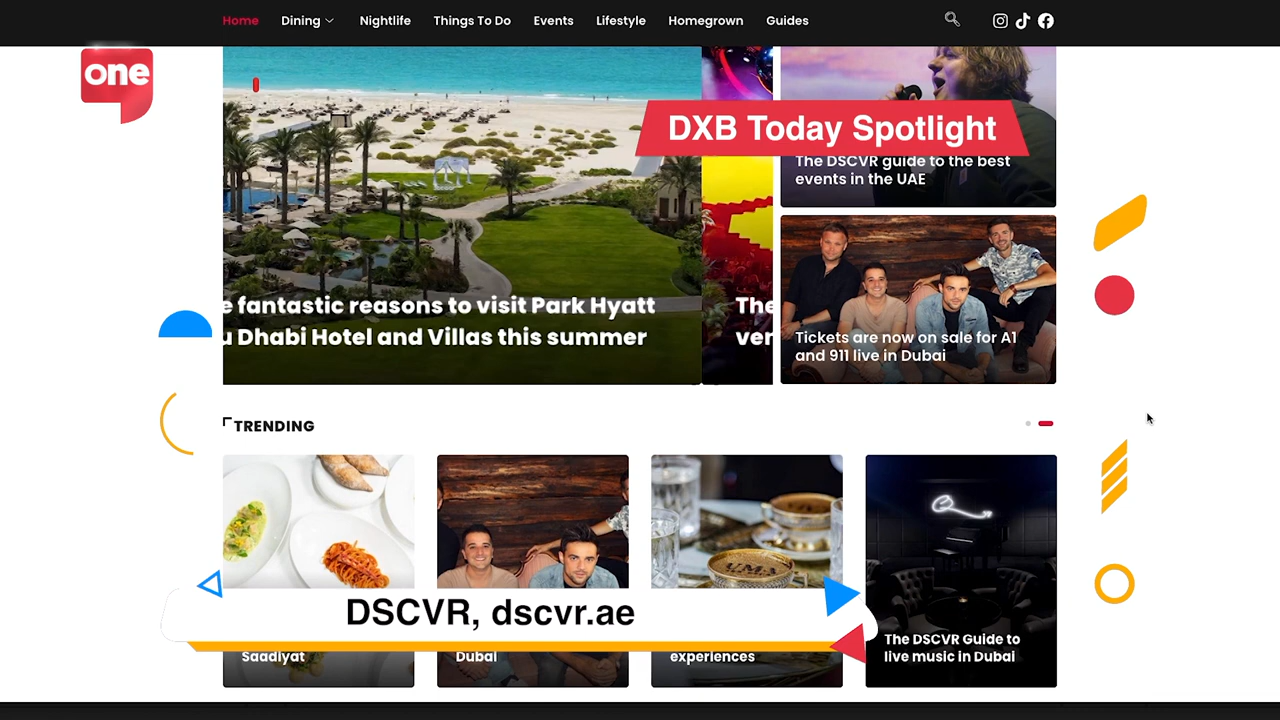 Home Dining Nightlife Things To Do Events Lifestyle Homegrown Guides
one
DXB Today Spotlight
The DSCVR guide to the best
events in the UAE
e fantastic reasons to visit Park Hyatt
u Dhabi Hotel and Villas this summer
The
ven
Tickets are now on sale for A1
and 911 live in Dubai
TRENDING
UMA
DSCVR, dscvr.ae
Saadiyat
Dubai
experiences
The DSCVR Guide to
live music in Dubai